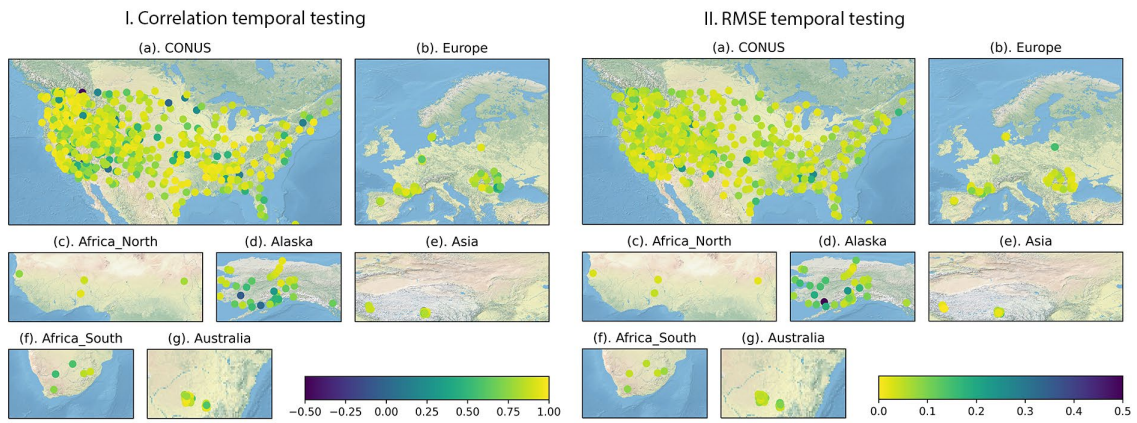 I. Correlation temporal testing
(a). CONUS
(b). Europe
(c). Africa_North
(d). Alaska
(e). Asia
(f). Africa_South
(g). Australia
−0.50 −0.25 0.00 0.25 0.50 0.75 1.00
II. RMSE temporal testing
(a). CONUS
(b). Europe
(c). Africa_North
(d). Alaska
(e). Asia
(f). Africa_South
(g). Australia
0.0 0.1 0.2 0.3 0.4 0.5